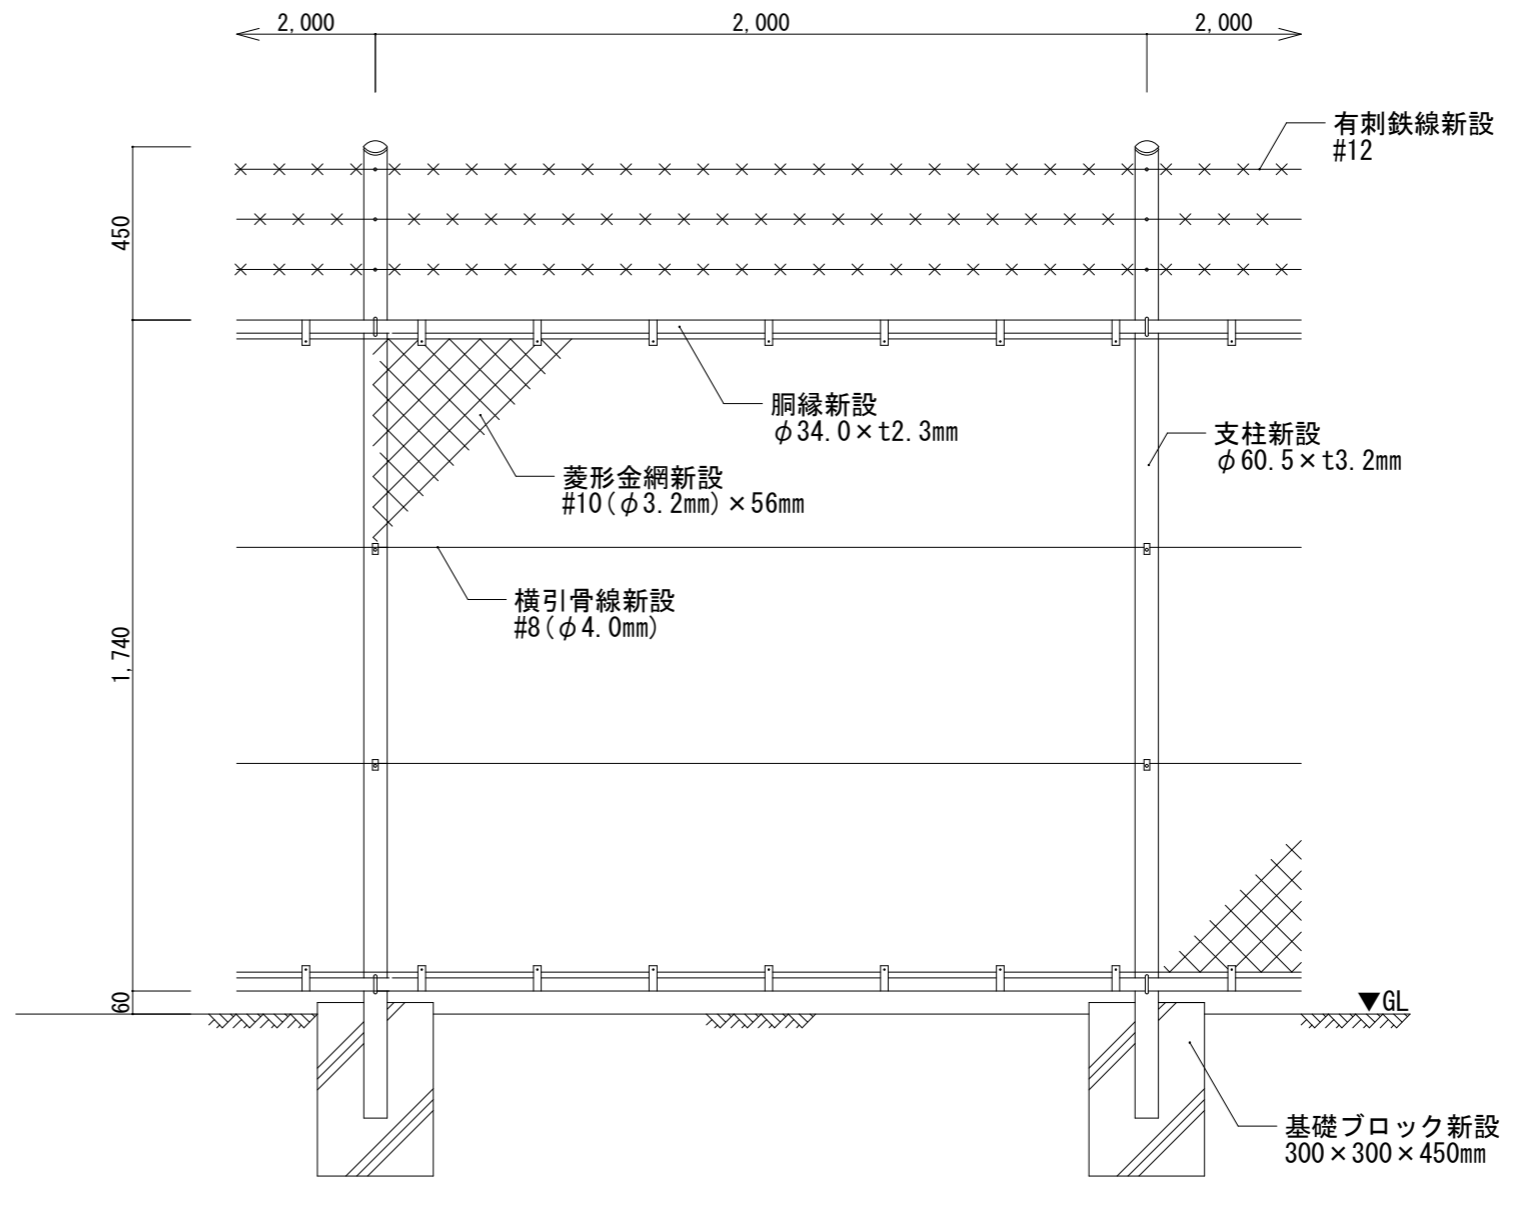 2,000
2,000
2,000
有刺鉄線新設
#12
450
胴縁新設
φ34.0×t2.3mm
支柱新設
φ60.5×t3.2mm
菱形金網新設
#10(φ3.2mm)×56mm
横引骨線新設
#8(φ4.0mm)
1,740
60
▼GL
基礎ブロック新設
300×300×450mm